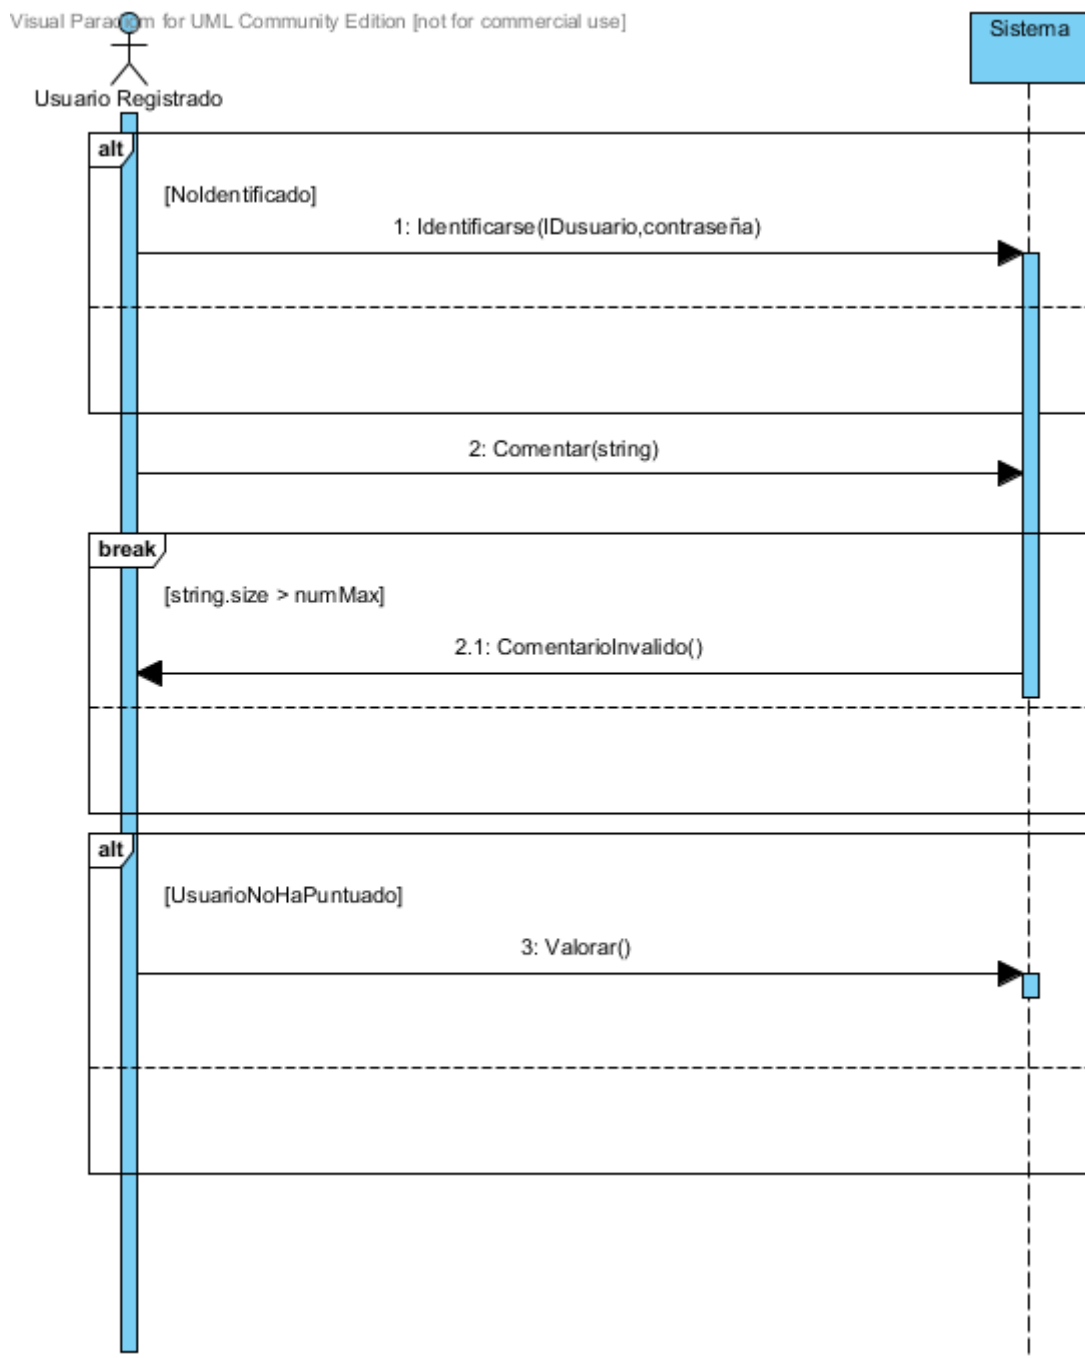 Visual Paradigm for UML Community Edition [not for commercial use]
Sistema
Usuario Registrado
alt
[NoIdentificado]
1: Identificarse(IDusuario,contraseña)
2: Comentar(string)
break
[string.size > numMax]
2.1: ComentarioInvalido()
alt
[UsuarioNoHaPuntuado]
3: Valorar()